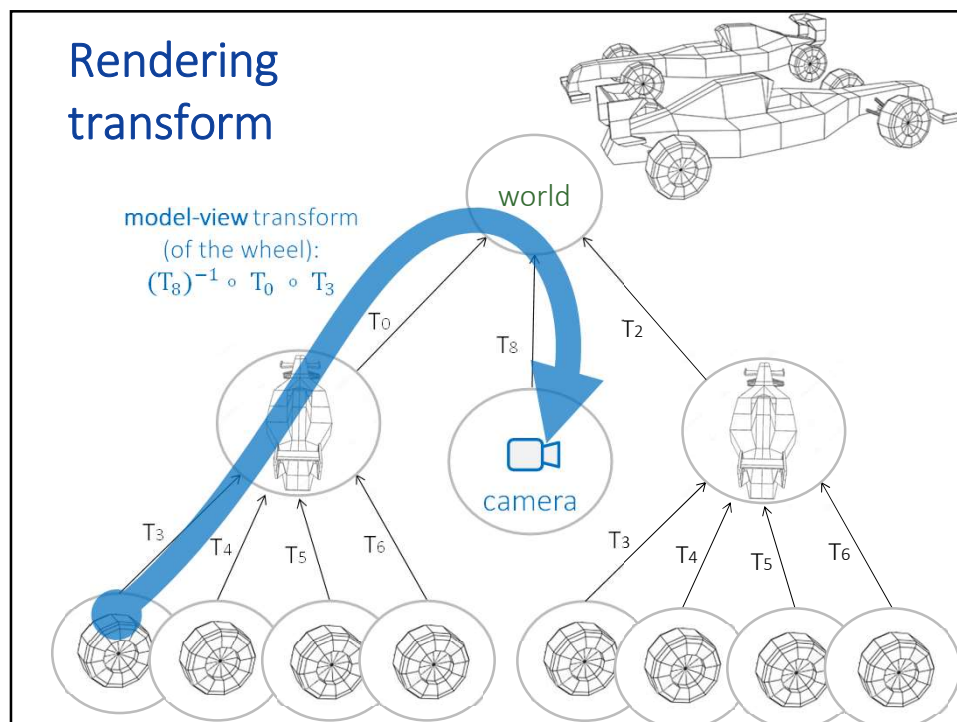 Rendering
transform
world
model-view transform
(of the wheel):
(T₈)⁻¹ ∘ T₀ ∘ T₃
T₀
T₈
T₂
camera
T₃
T₄
T₅
T₆
T₃
T₄
T₅
T₆